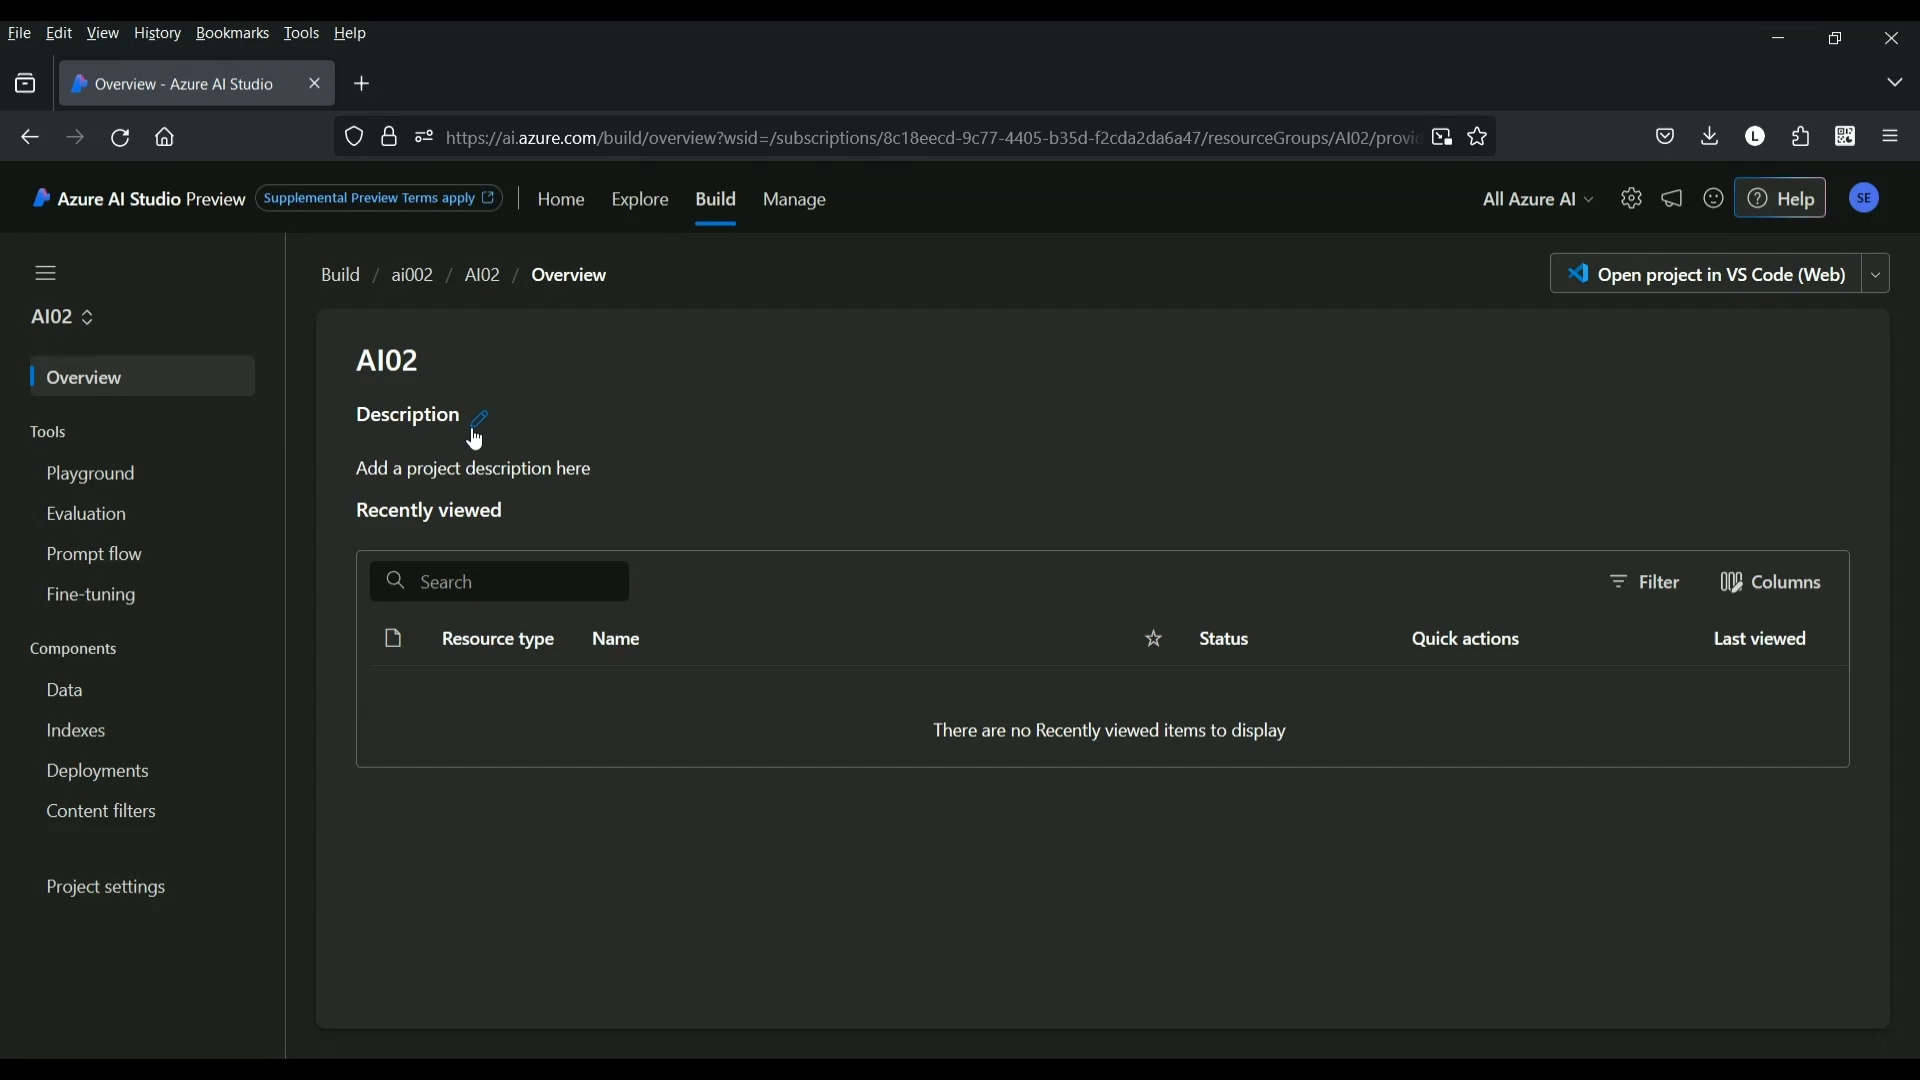 File Edit View History Bookmarks Tools Help
Overview - Azure AI Studio
https://ai.azure.com/build/overview?wsid=/subscriptions/8c18eecd-9c77-4405-b35d-f2cda2da6a47/resourceGroups/AI02/provi
L
Azure AI Studio Preview Supplemental Preview Terms apply Home Explore Build Manage All Azure AI Help SE
Build / ai002 / AI02 / Overview Open project in VS Code (Web)
AI02
Overview
Tools
Playground
Evaluation
Prompt flow
Fine-tuning
Components
Data
Indexes
Deployments
Content filters
Project settings
AI02
Description
Add a project description here
Recently viewed
Search Filter Columns
Resource type Name Status Quick actions Last viewed
There are no Recently viewed items to display